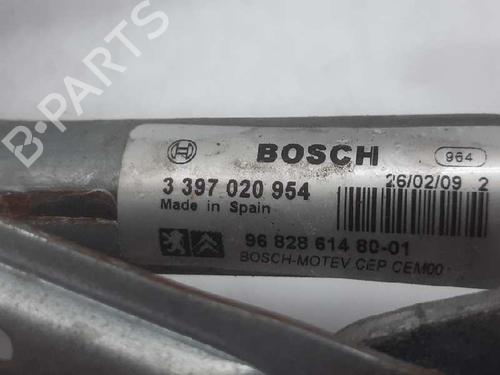 B-PARTS
BOSCH
964
3 397 020 954
Made in Spain
26/02/09 2
96 828 614 80-01
BOSCH-MOTEV CEP CEM00